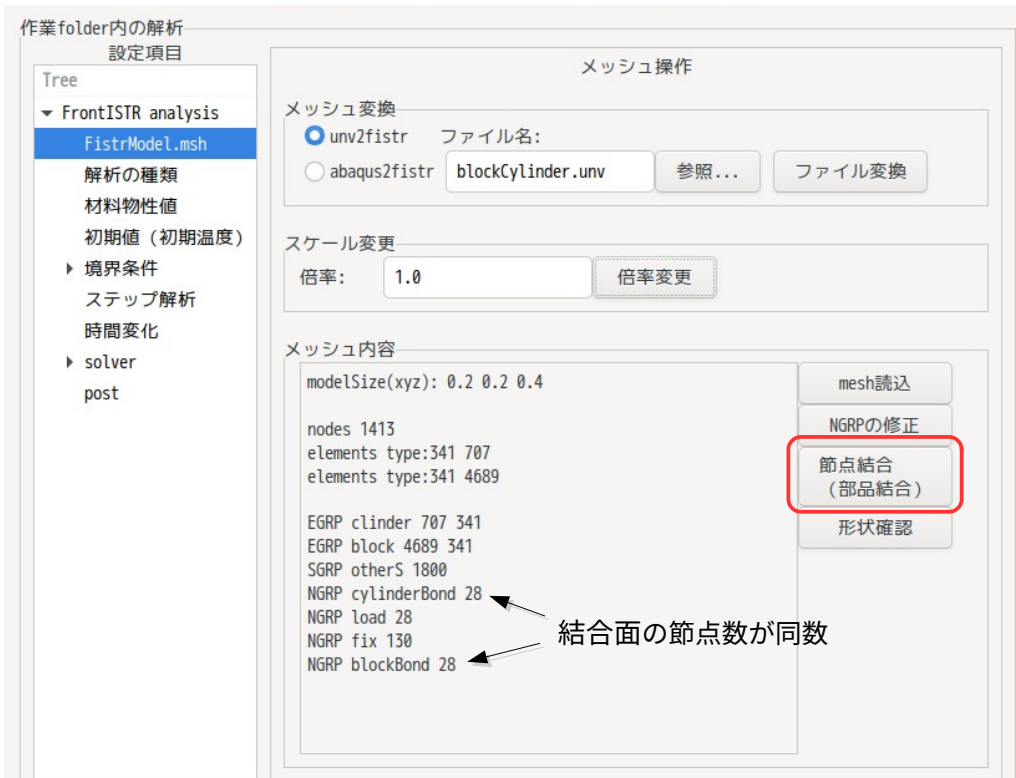 作業folder内の解析
設定項目
Tree
FrontISTR analysis
FistrModel.msh
解析の種類
材料物性値
初期値（初期温度）
境界条件
ステップ解析
時間変化
solver
post
メッシュ操作
メッシュ変換
unv2fistr ファイル名:
abaqus2fistr blockCylinder.unv 参照... ファイル変換
スケール変更
倍率: 1.0 倍率変更
メッシュ内容
modelSize(xyz): 0.2 0.2 0.4
nodes 1413
elements type:341 707
elements type:341 4689
EGRP clinder 707 341
EGRP block 4689 341
SGRP otherS 1800
NGRP cylinderBond 28
NGRP load 28
NGRP fix 130
NGRP blockBond 28
mesh読込
NGRPの修正
節点結合
（部品結合）
形状確認
結合面の節点数が同数